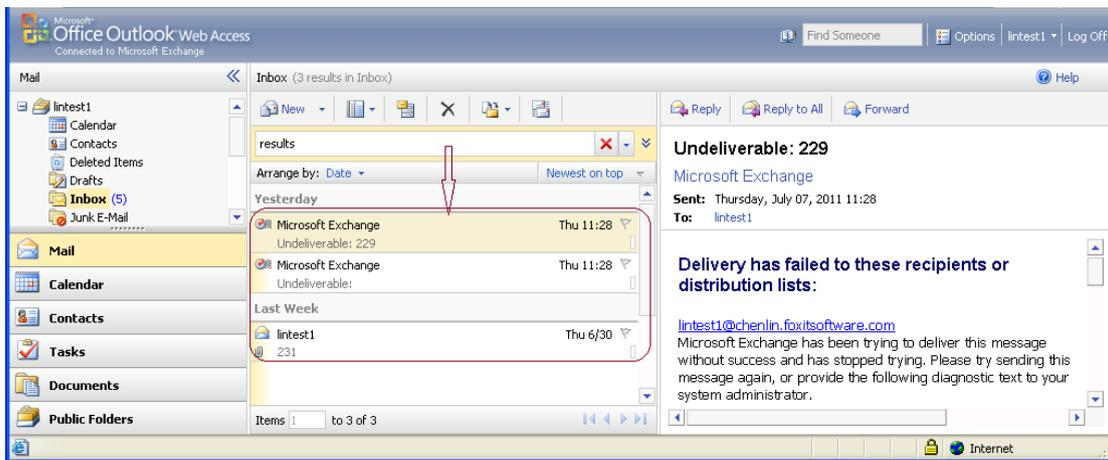 Microsoft®
Office Outlook® Web Access
Connected to Microsoft Exchange
Find Someone
Options
lintest1
Log Off
Mail
lintest1
Calendar
Contacts
Deleted Items
Drafts
Inbox (5)
Junk E-Mail
Mail
Calendar
Contacts
Tasks
Documents
Public Folders
Inbox (3 results in Inbox)
Help
New
results
Arrange by: Date
Newest on top
Yesterday
Microsoft Exchange Thu 11:28
Undeliverable: 229
Microsoft Exchange Thu 11:28
Undeliverable:
Last Week
lintest1 Thu 6/30
231
Items 1 to 3 of 3
Reply
Reply to All
Forward
Undeliverable: 229
Microsoft Exchange
Sent: Thursday, July 07, 2011 11:28
To: lintest1
Delivery has failed to these recipients or
distribution lists:
lintest1@chenlin.foxitsoftware.com
Microsoft Exchange has been trying to deliver this message
without success and has stopped trying. Please try sending this
message again, or provide the following diagnostic text to your
system administrator.
Internet